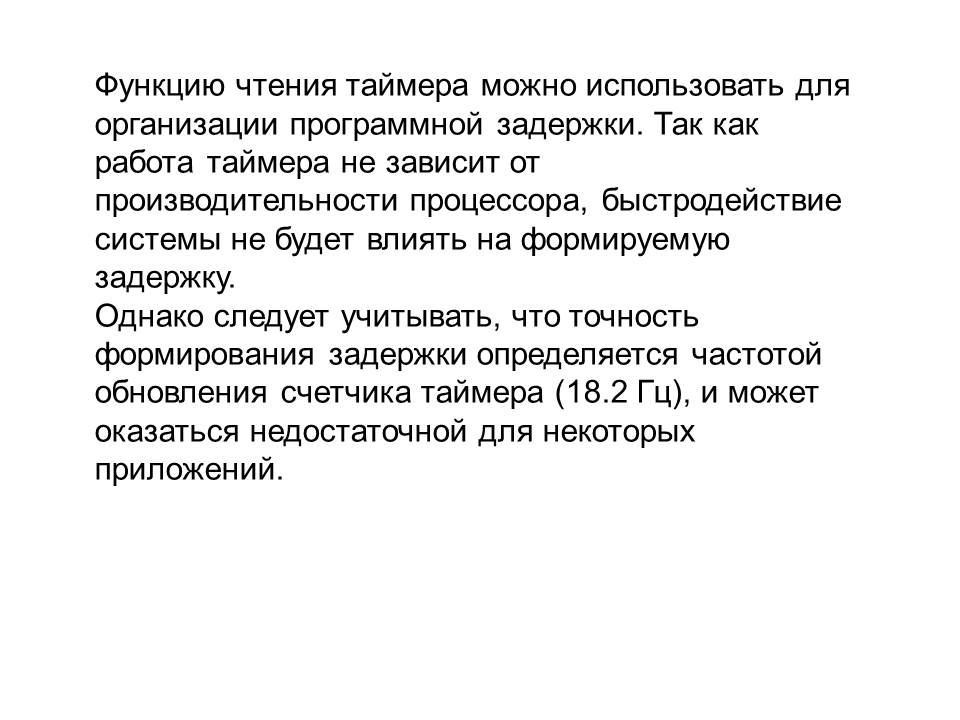 Функцию чтения таймера можно использовать для
организации программной задержки. Так как
работа таймера не зависит от
производительности процессора, быстродействие
системы не будет влиять на формируемую
задержку.
Однако следует учитывать, что точность
формирования задержки определяется частотой
обновления счетчика таймера (18.2 Гц), и может
оказаться недостаточной для некоторых
приложений.